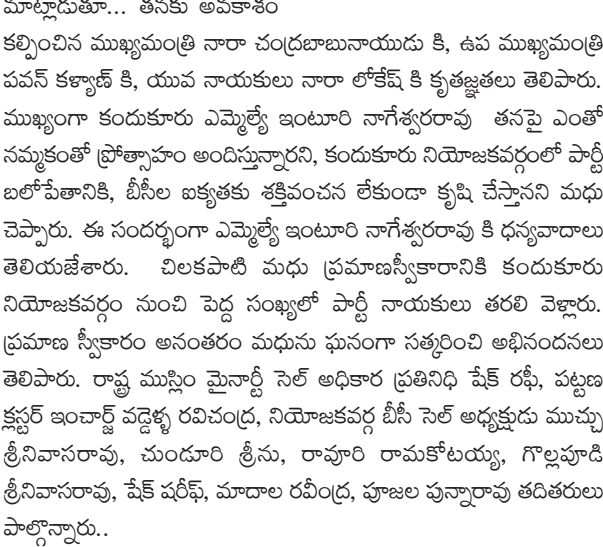 మాట్లాడుతూ... తనకు అవకాశం
కల్పించిన ముఖ్యమంత్రి నారా చంద్రబాబునాయుడు కి, ఉప ముఖ్యమంత్రి
పవన్ కళ్యాణ్ కి, యువ నాయకులు నారా లోకేష్ కి కృతజ్ఞతలు తెలిపారు.
ముఖ్యంగా కందుకూరు ఎమ్మెల్యే ఇంటూరి నాగేశ్వరరావు తనపై ఎంతో
నమ్మకంతో ప్రోత్సాహం అందిస్తున్నారని, కందుకూరు నియోజకవర్గంలో పార్టీ
బలోపేతానికి, బీసీల ఐక్యతకు శక్తివంచన లేకుండా కృషి చేస్తానని మధు
చెప్పారు. ఈ సందర్భంగా ఎమ్మెల్యే ఇంటూరి నాగేశ్వరరావు కి ధన్యవాదాలు
తెలియజేశారు. చిలకపాటి మధు ప్రమాణస్వీకారానికి కందుకూరు
నియోజకవర్గం నుంచి పెద్ద సంఖ్యలో పార్టీ నాయకులు తరలి వెళ్లారు.
ప్రమాణ స్వీకారం అనంతరం మధును ఘనంగా సత్కరించి అభినందనలు
తెలిపారు. రాష్ట్ర ముస్లిం మైనార్టీ సెల్ అధికార ప్రతినిధి షేక్ రఫీ, పట్టణ
క్లస్టర్ ఇంచార్జ్ వడ్డెళ్ళ రవిచంద్ర, నియోజకవర్గ బీసీ సెల్ అధ్యక్షుడు ముచ్చు
శ్రీనివాసరావు, చుండూరి శ్రీను, రావూరి రామకోటయ్య, గొల్లపూడి
శ్రీనివాసరావు, షేక్ షరీఫ్, మాదాల రవీంద్ర, పూజల పున్నారావు తదితరులు
పాల్గొన్నారు..